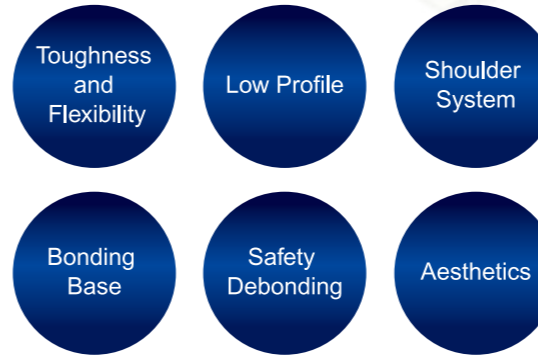 Toughness
and
Flexibility
Low Profile
Shoulder
System
Bonding
Base
Safety
Debonding
Aesthetics